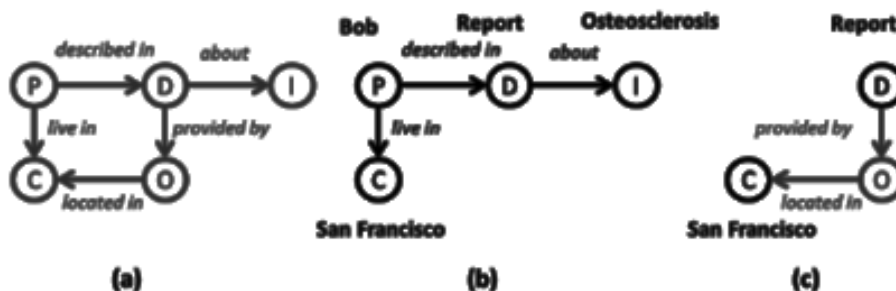 Bob Report Osteosclerosis Report
described in about described in about
P D I P D I D
live in provided by live in provided by
C O C C O
located in located in
San Francisco San Francisco
(a) (b) (c)